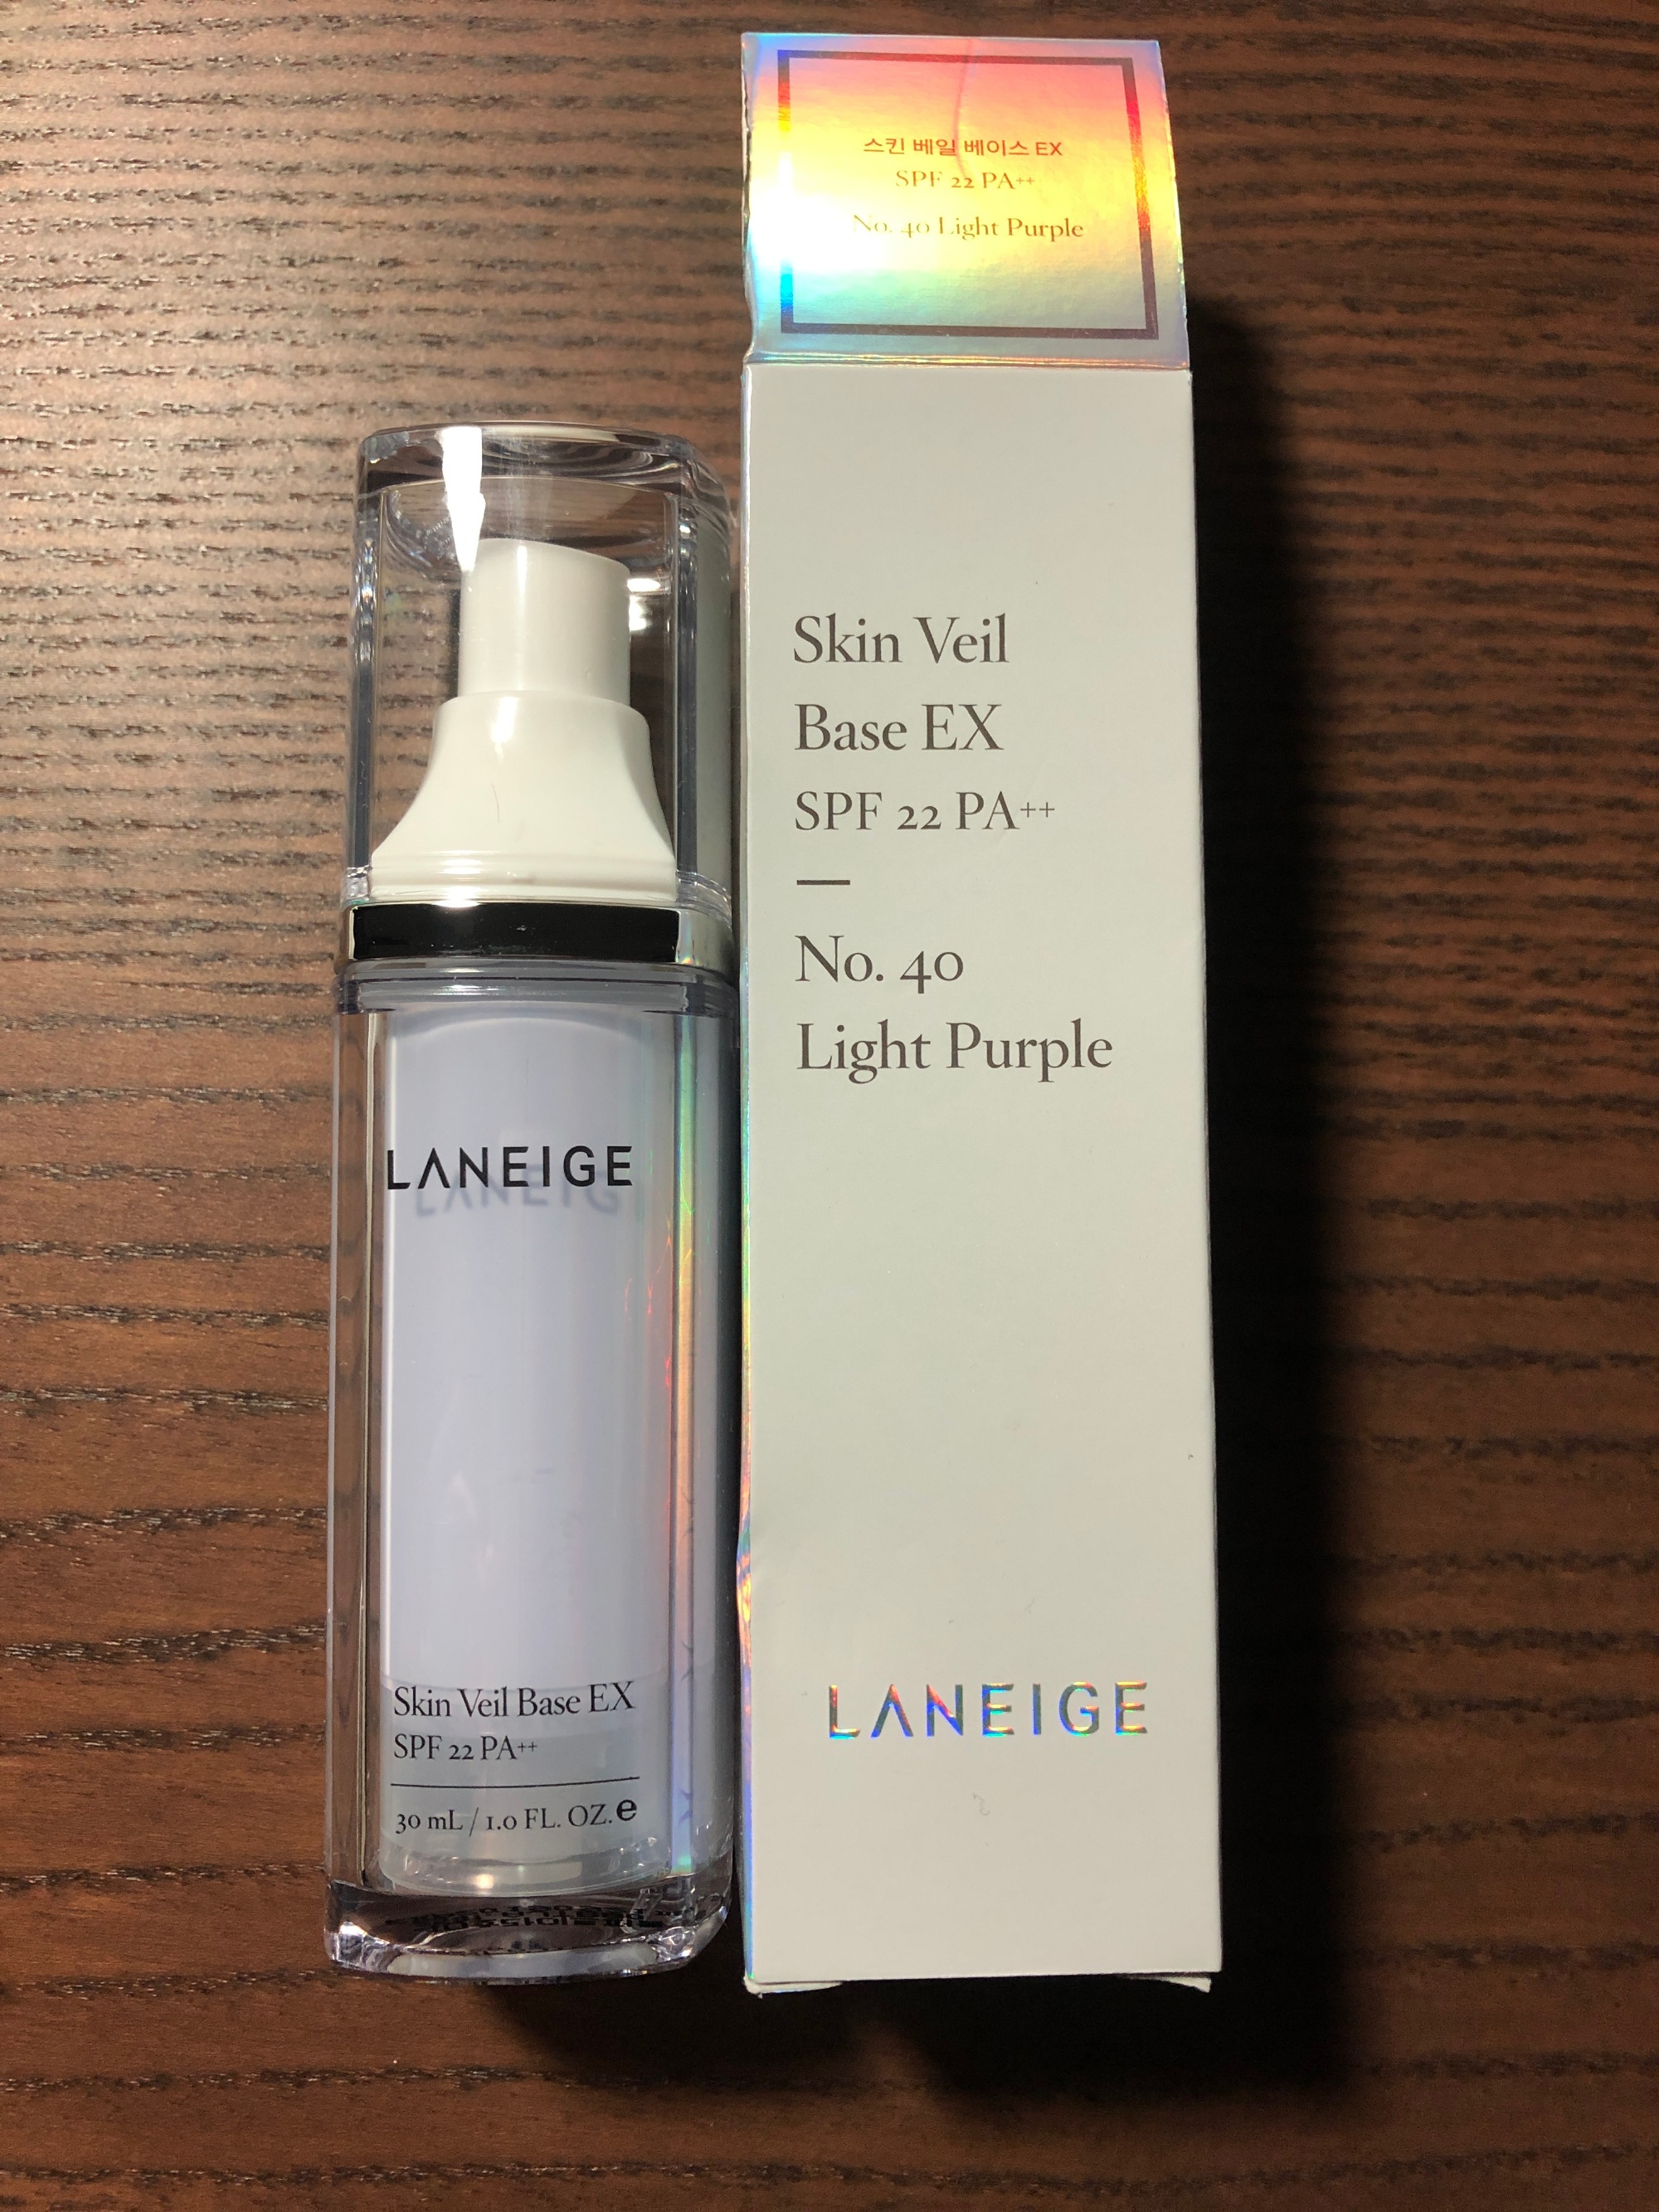 스킨 베일 베이스 EX
SPF 22 PA++
No. 40 Light Purple
Skin Veil
Base EX
SPF 22 PA++
No. 40
Light Purple
LANEIGE
LANEIGE
Skin Veil Base EX
SPF 22 PA++
30 mL / 1.0 FL. OZ. e